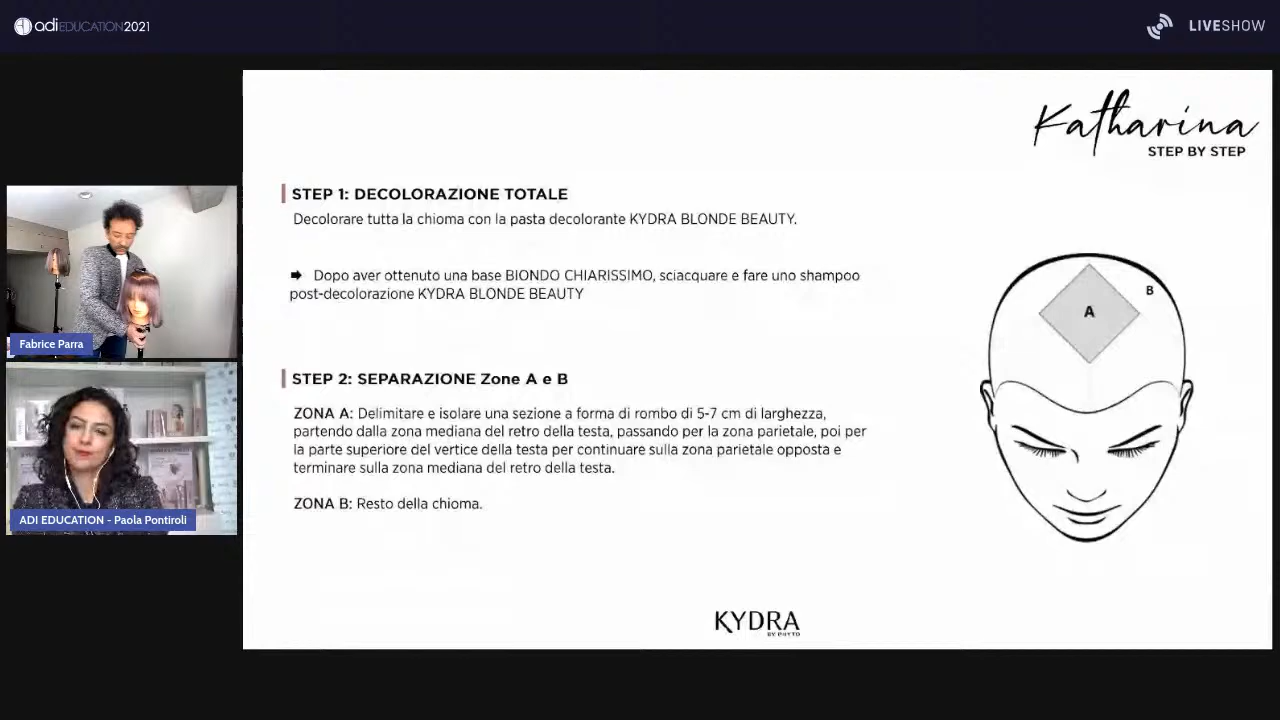 adi EDUCATION2021
LIVESHOW
Katharina
STEP BY STEP
STEP 1: DECOLORAZIONE TOTALE
Decolorare tutta la chioma con la pasta decolorante KYDRA BLONDE BEAUTY.
➡ Dopo aver ottenuto una base BIONDO CHIARISSIMO, sciacquare e fare uno shampoo
post-decolorazione KYDRA BLONDE BEAUTY
STEP 2: SEPARAZIONE Zone A e B
ZONA A: Delimitare e isolare una sezione a forma di rombo di 5-7 cm di larghezza,
partendo dalla zona mediana del retro della testa, passando per la zona parietale, poi per
la parte superiore del vertice della testa per continuare sulla zona parietale opposta e
terminare sulla zona mediana del retro della testa.
ZONA B: Resto della chioma.
A
B
KYDRA
BY PHYTO
Fabrice Parra
ADI EDUCATION - Paola Pontiroli